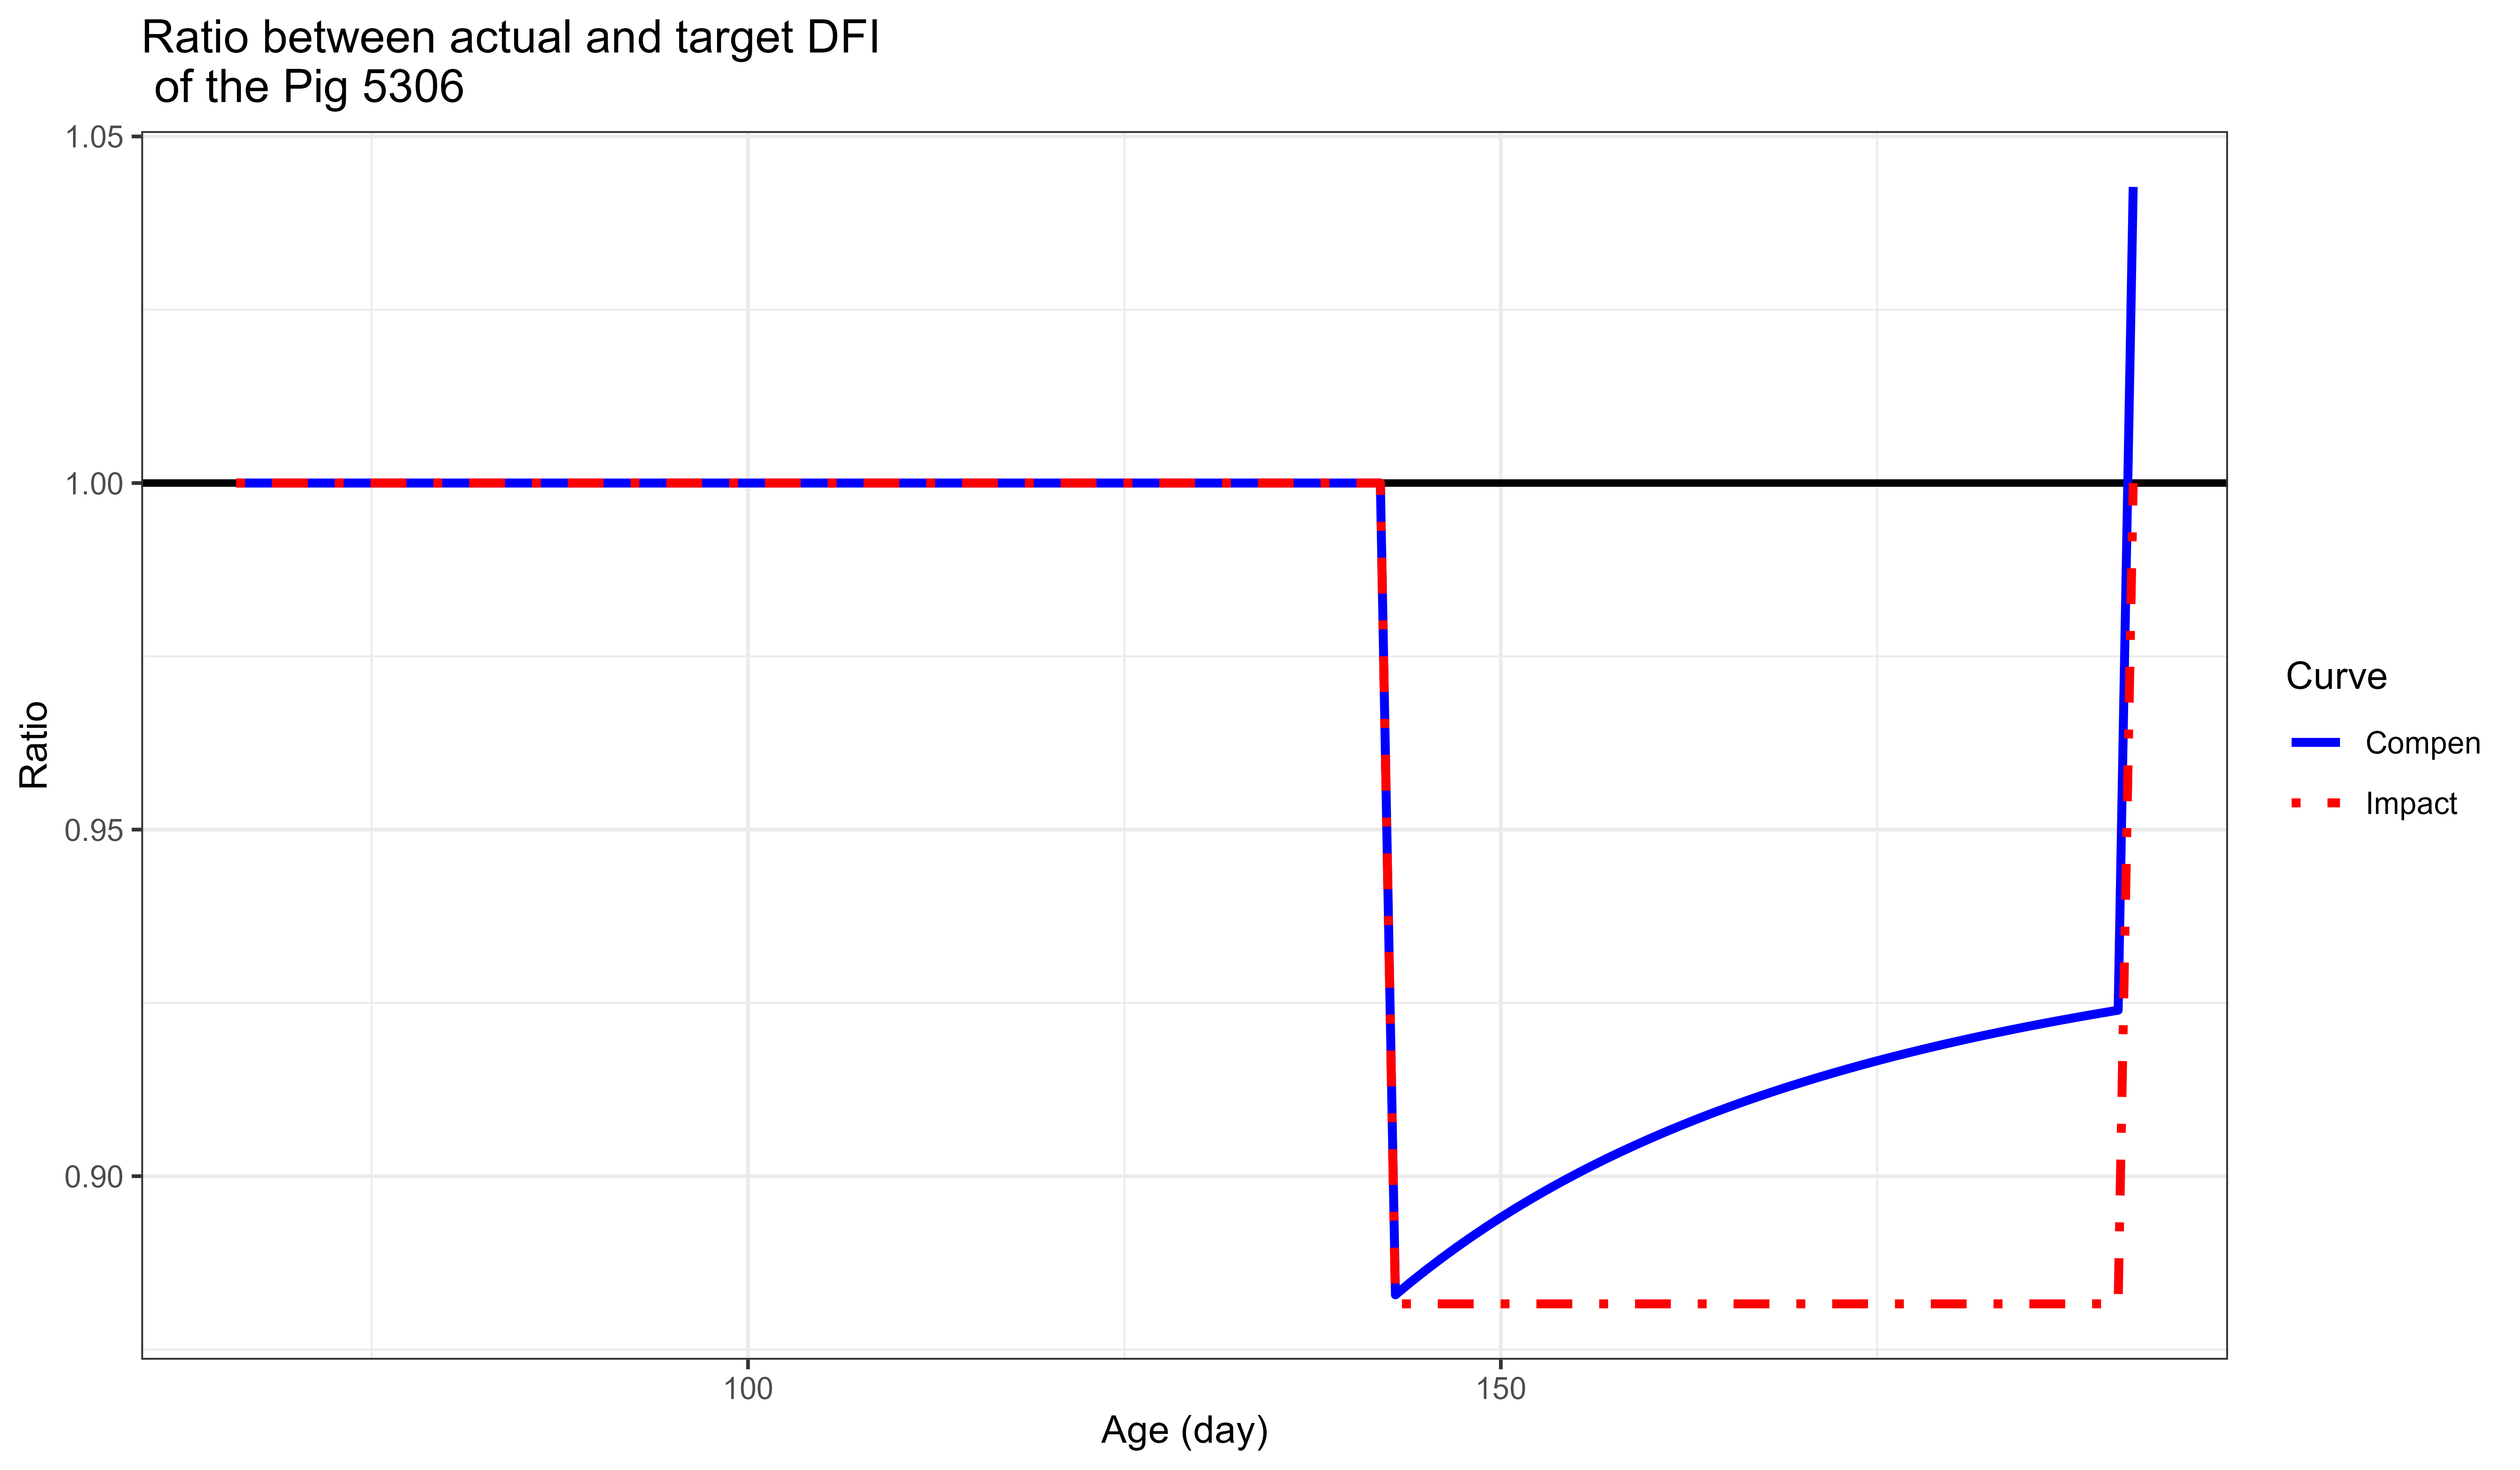 Ratio between actual and target DFI
of the Pig 5306
1.05
1.00
0.95
0.90
Ratio
100
150
Age (day)
Curve
Compen
Impact